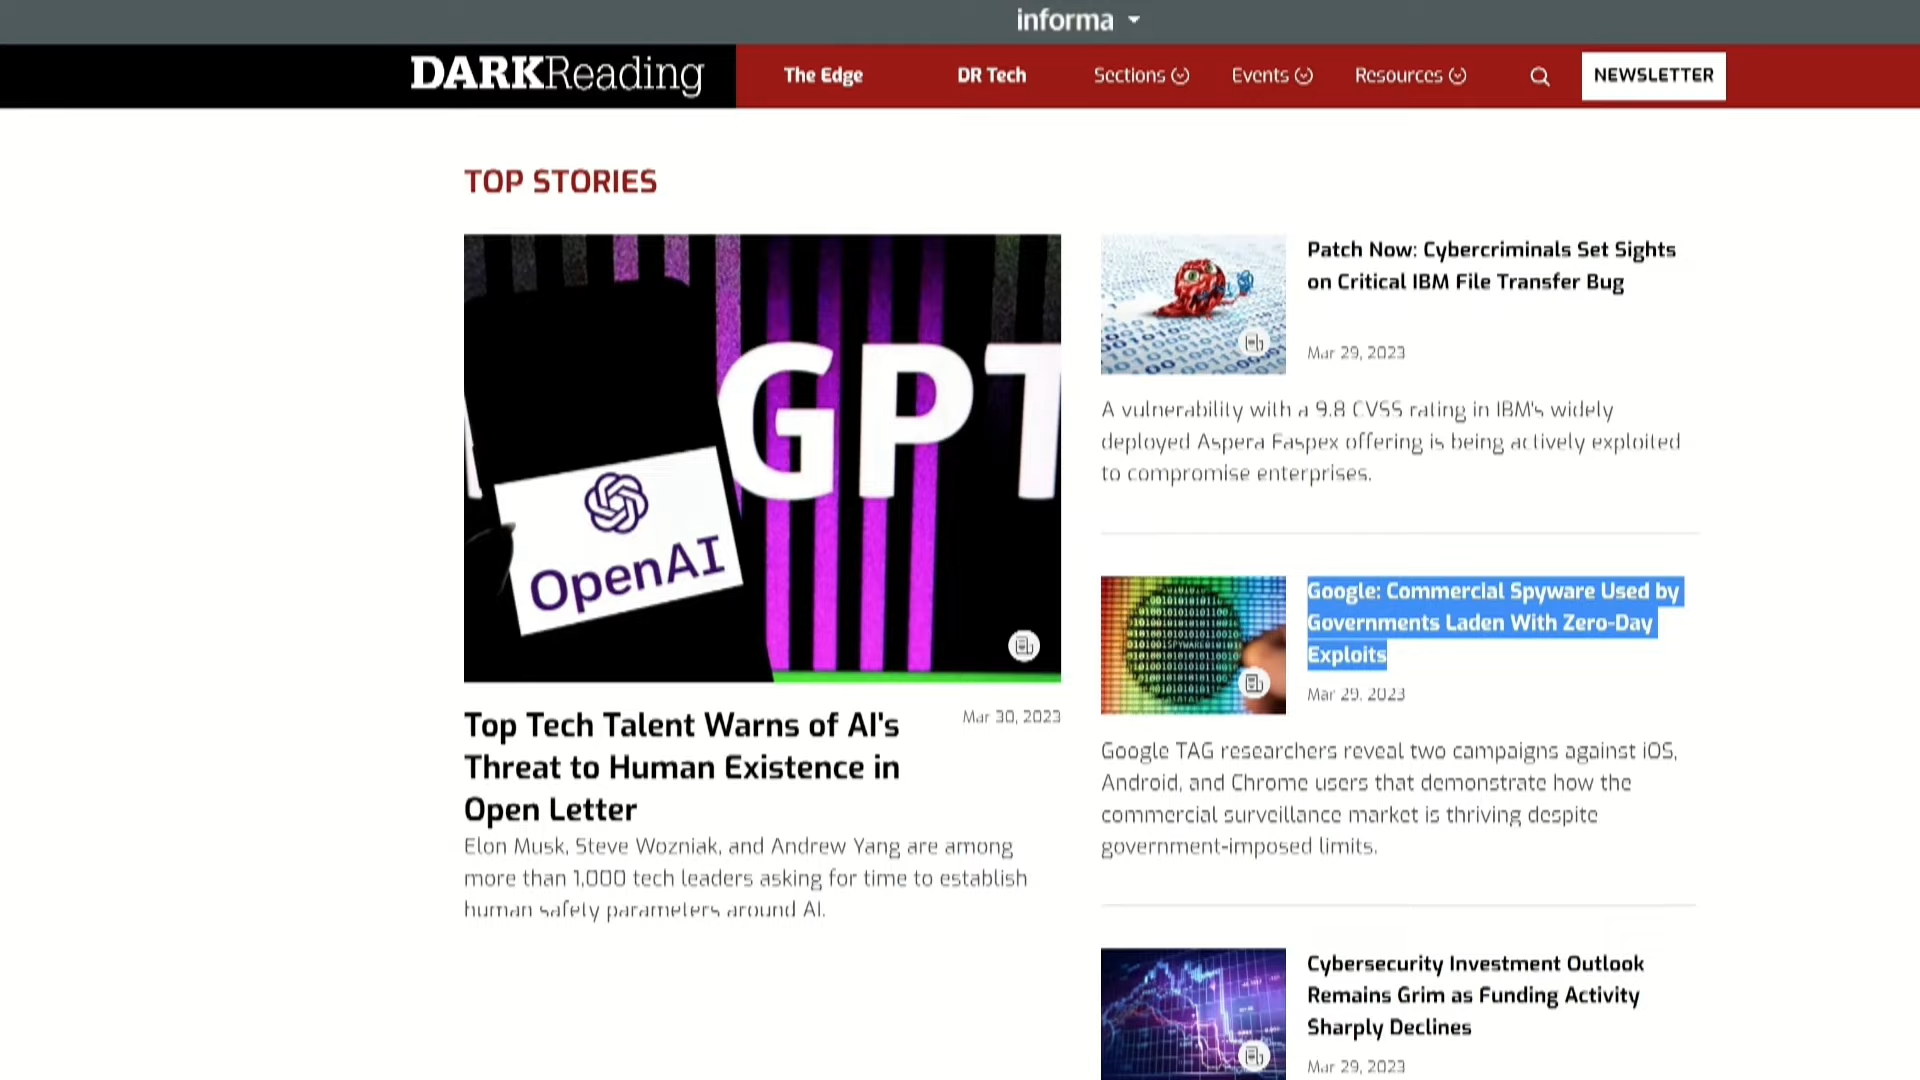 informa
DARKReading
The Edge
DR Tech
Sections
Events
Resources
NEWSLETTER
TOP STORIES
GPT
OpenAI
Top Tech Talent Warns of AI's
Threat to Human Existence in
Open Letter
Mar 30, 2023
Elon Musk, Steve Wozniak, and Andrew Yang are among
more than 1,000 tech leaders asking for time to establish
human safety parameters around AI.
Patch Now: Cybercriminals Set Sights
on Critical IBM File Transfer Bug
Mar 29, 2023
A vulnerability with a 9.8 CVSS rating in IBM's widely
deployed Aspera Faspex offering is being actively exploited
to compromise enterprises.
Google: Commercial Spyware Used by
Governments Laden With Zero-Day
Exploits
Mar 29, 2023
Google TAG researchers reveal two campaigns against iOS,
Android, and Chrome users that demonstrate how the
commercial surveillance market is thriving despite
government-imposed limits.
Cybersecurity Investment Outlook
Remains Grim as Funding Activity
Sharply Declines
Mar 29, 2023